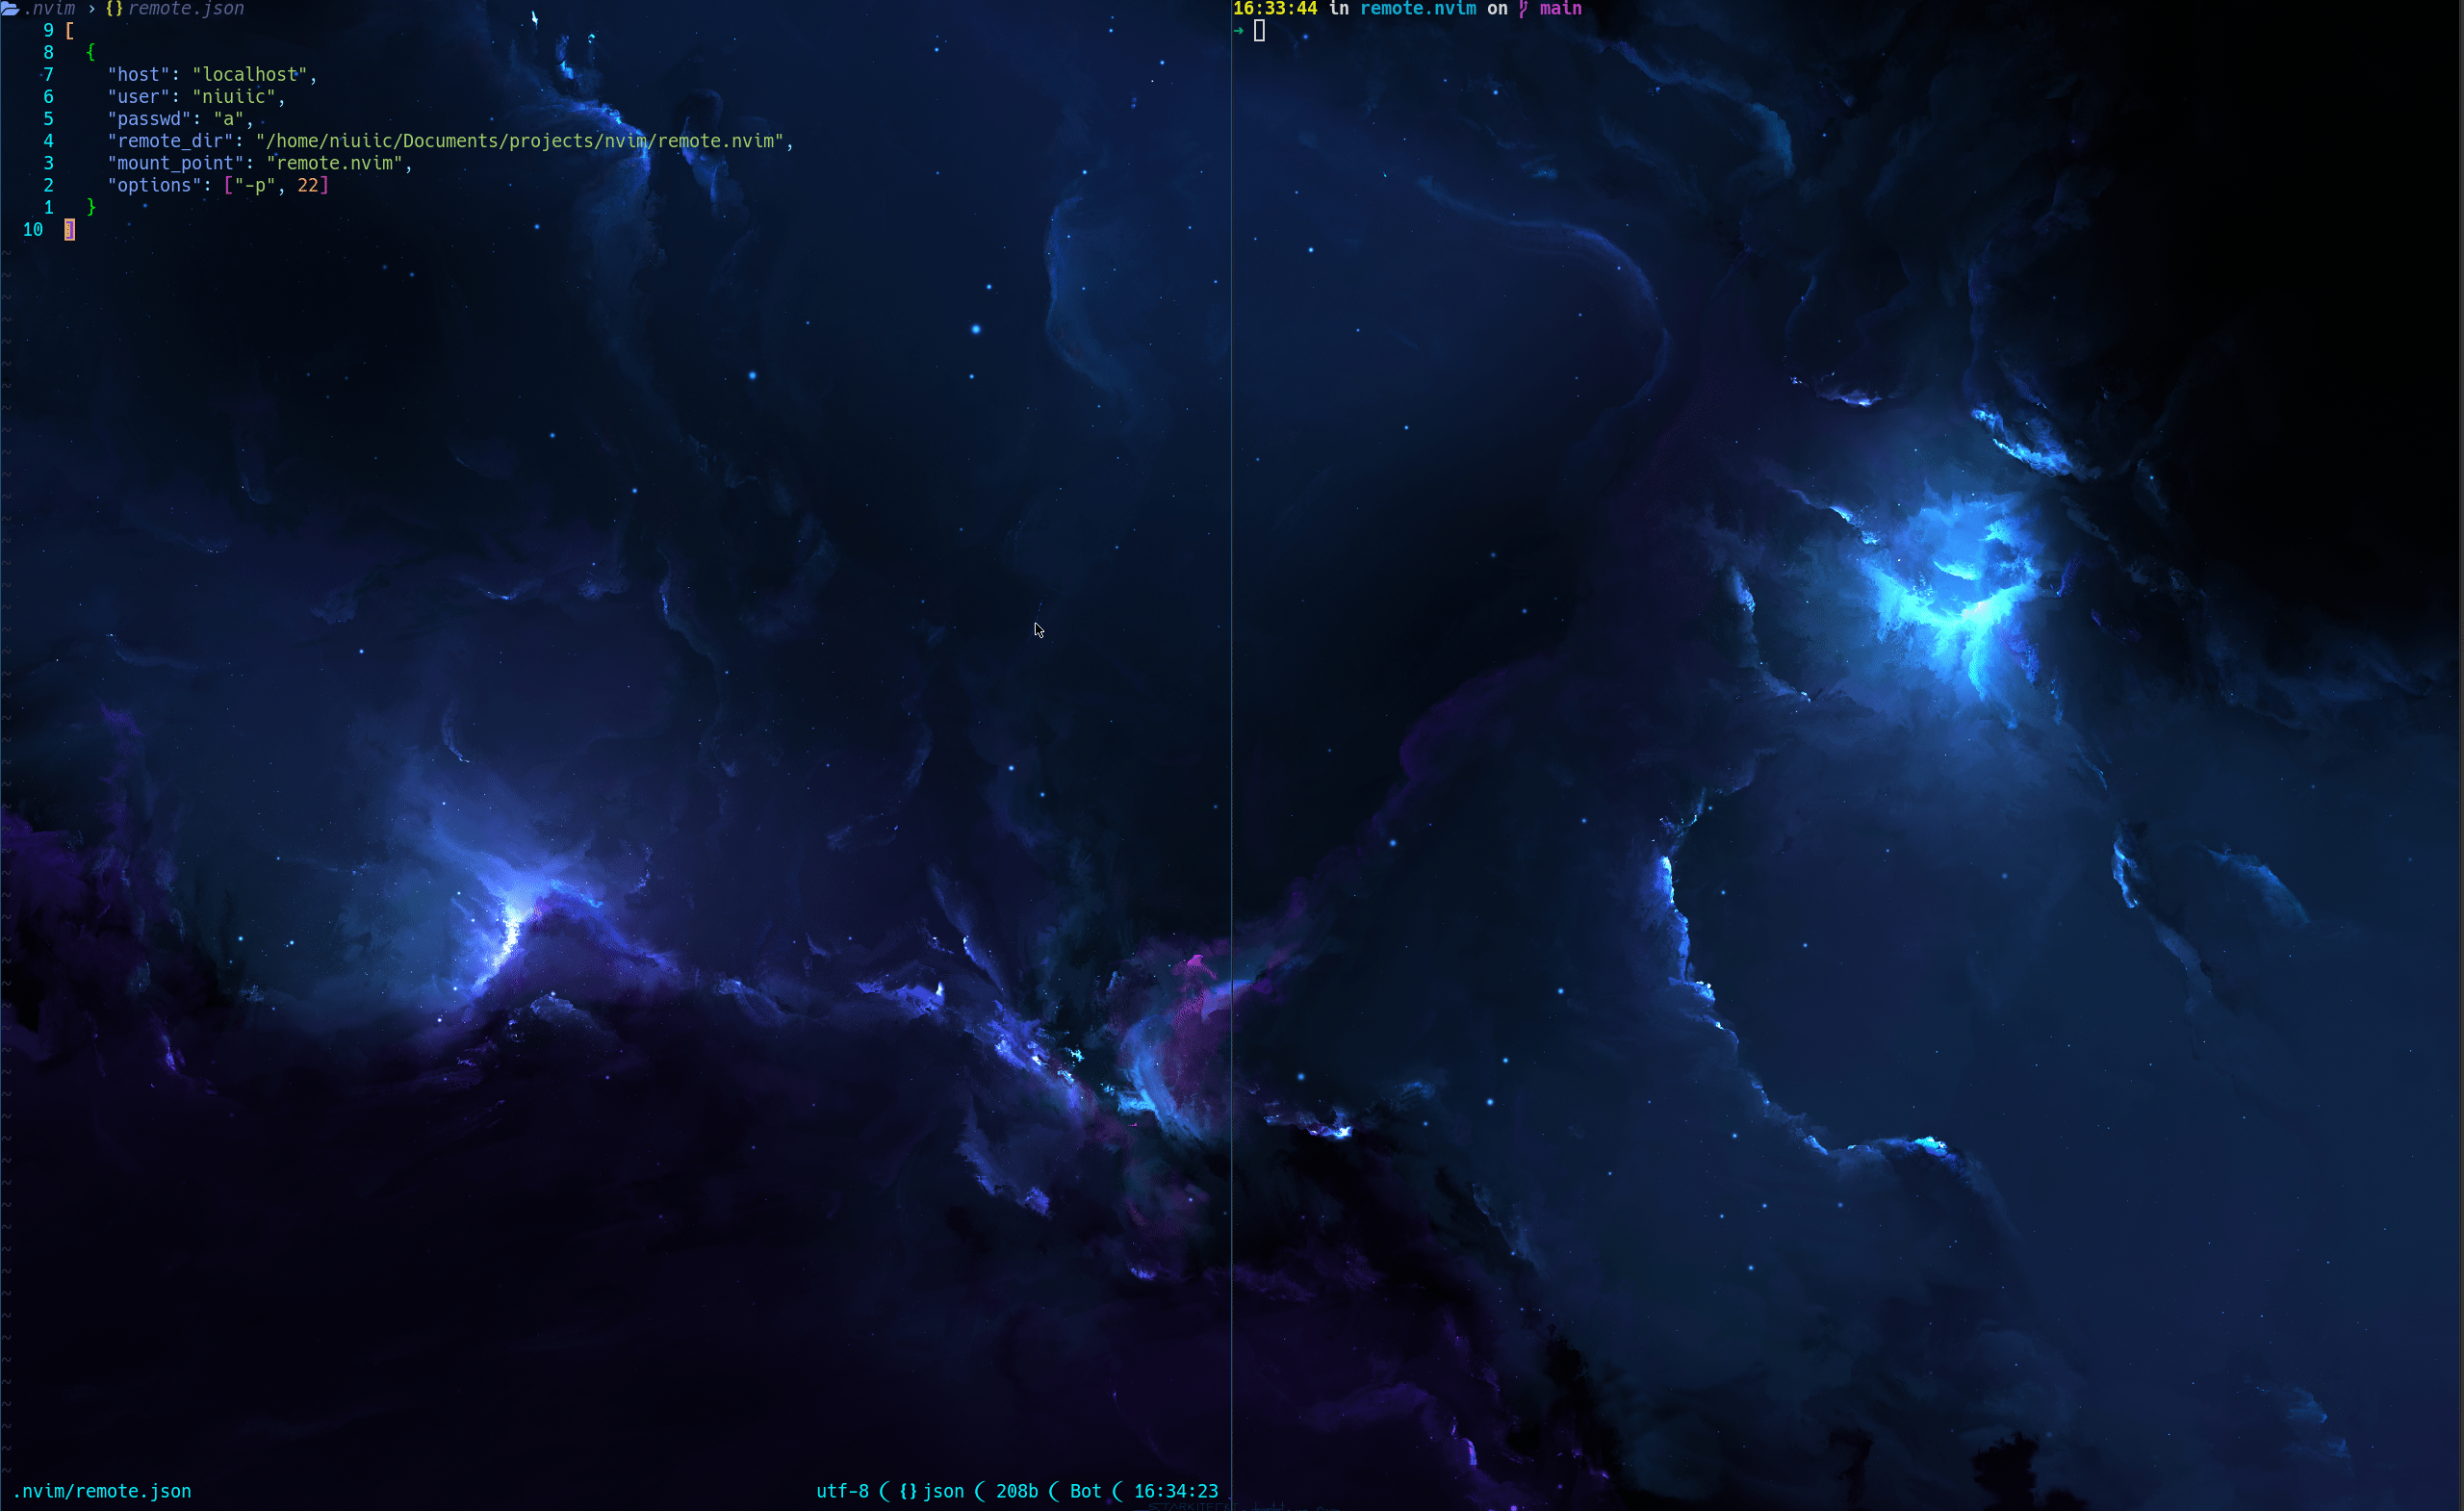 .nvim › {} remote.json
9 [
8   {
7     "host": "localhost",
6     "user": "niuiic",
5     "passwd": "a",
4     "remote_dir": "/home/niuiic/Documents/projects/nvim/remote.nvim",
3     "mount_point": "remote.nvim",
2     "options": ["-p", 22]
1   }
10 ]
.nvim/remote.json utf-8 ( {} json ( 208b ( Bot ( 16:34:23
16:33:44 in remote.nvim on main
→